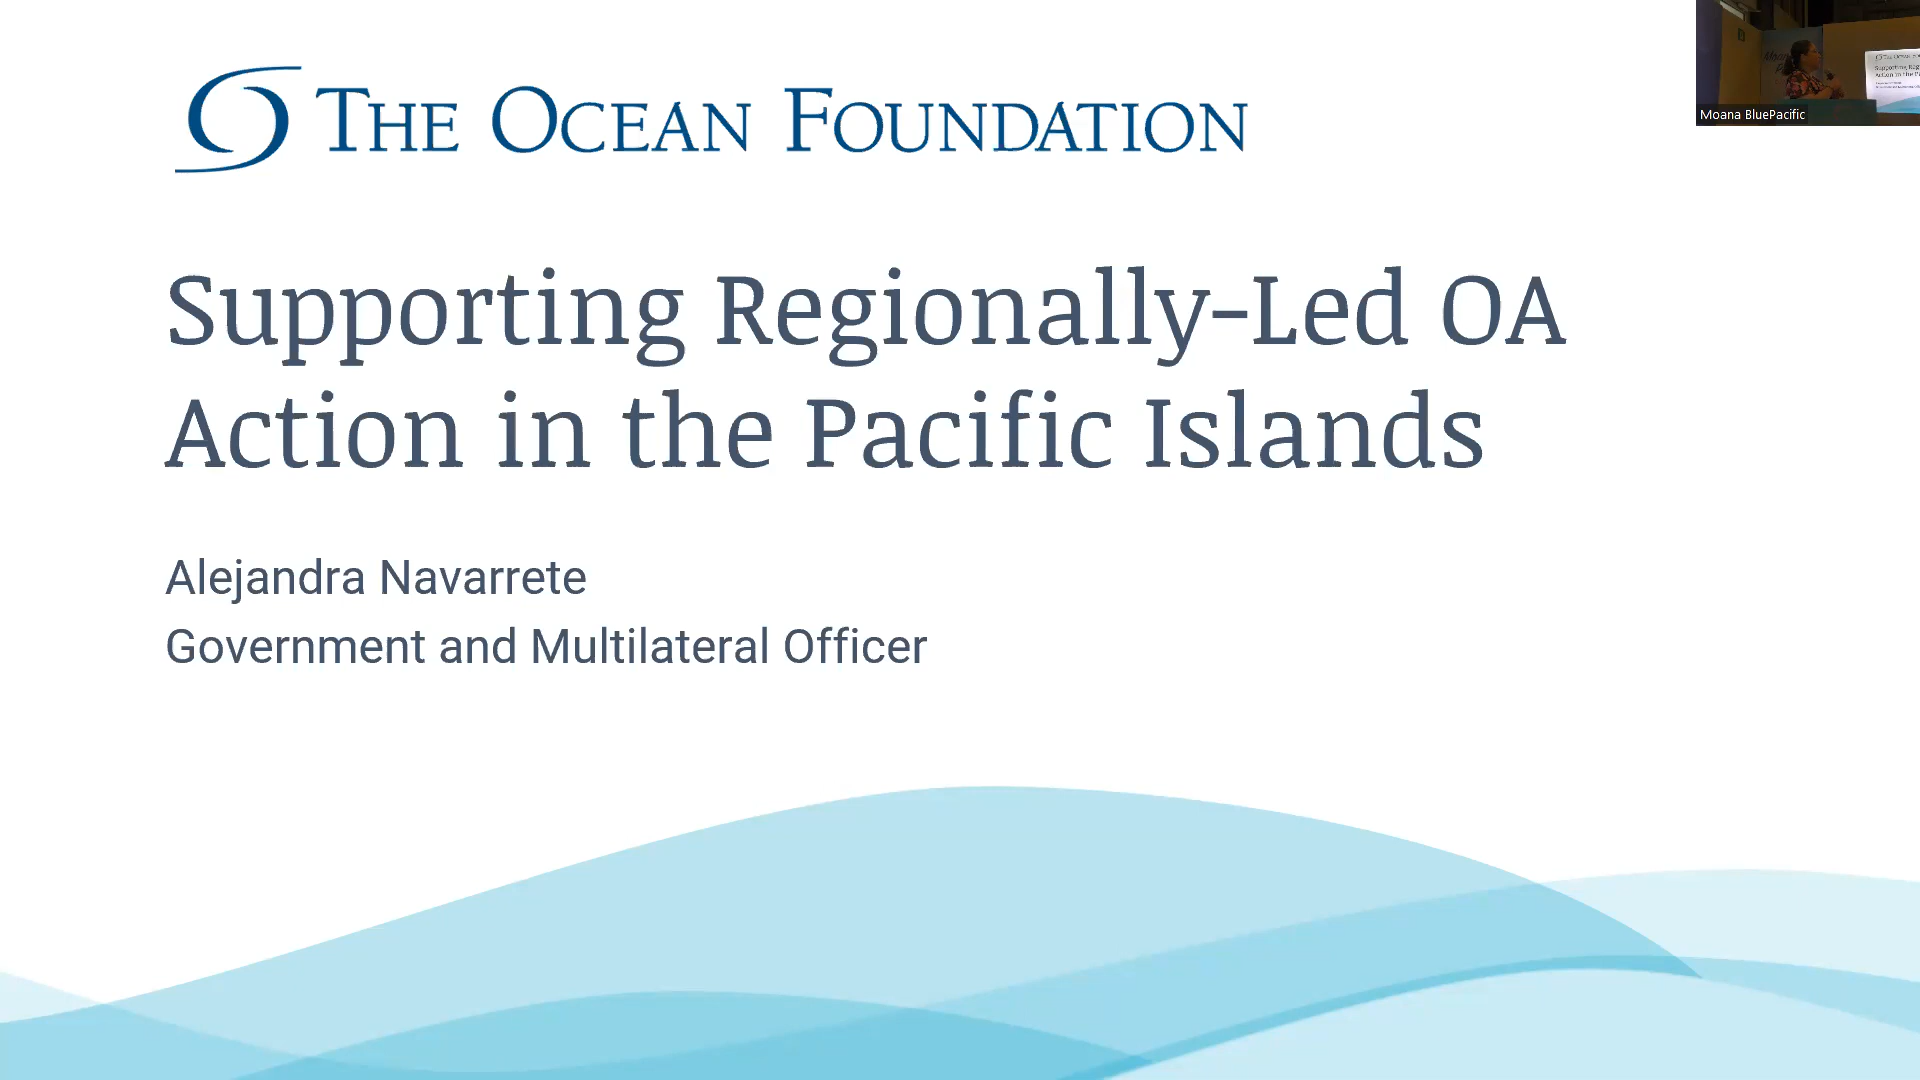 THE OCEAN FOUNDATION
Supporting Regionally-Led OA
Action in the Pacific Islands
Alejandra Navarrete
Government and Multilateral Officer
Moana BluePacific